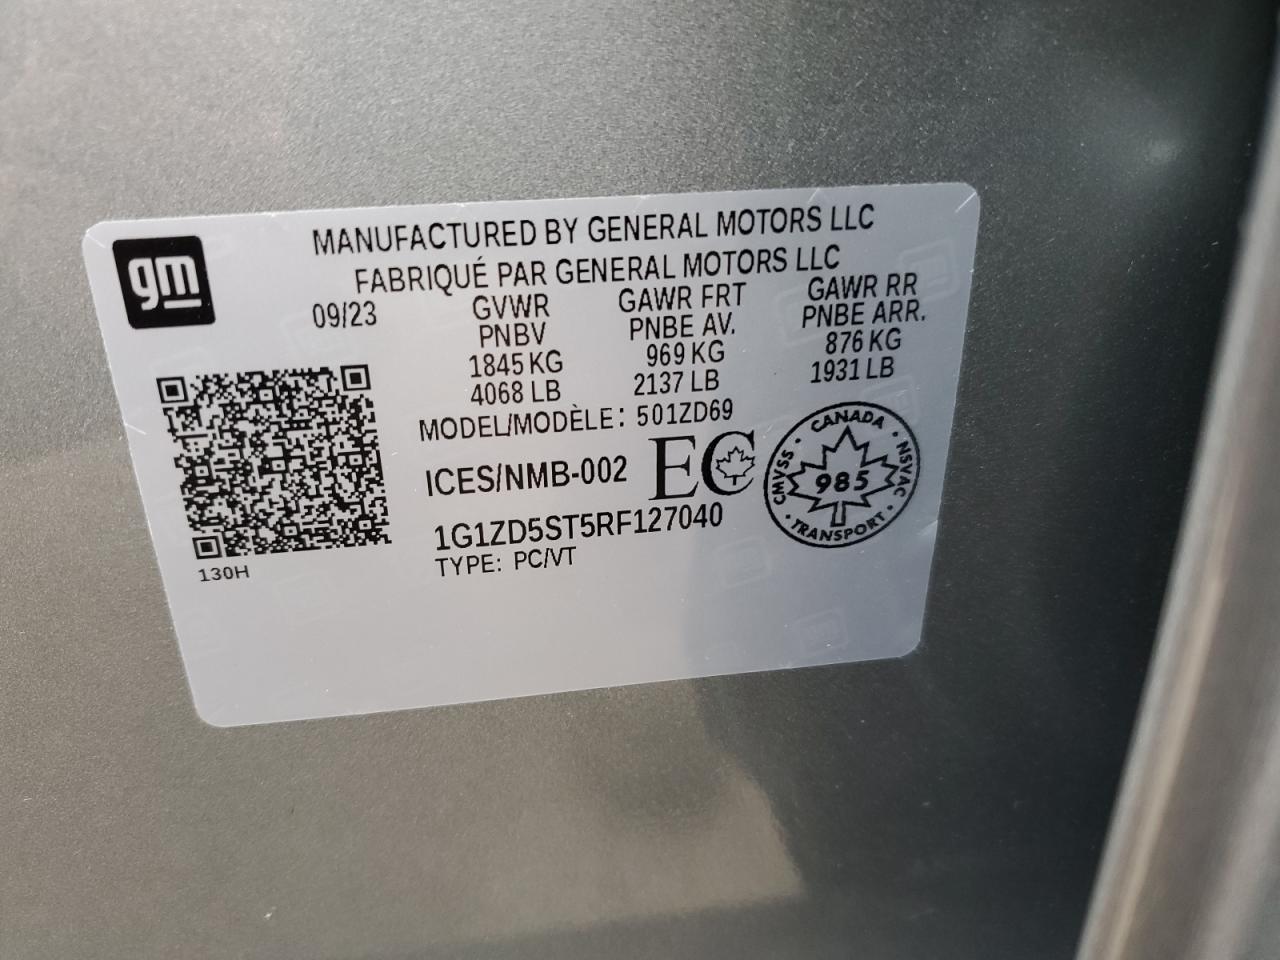 gm
MANUFACTURED BY GENERAL MOTORS LLC
FABRIQUÉ PAR GENERAL MOTORS LLC
09/23
GVWR
PNBV
1845 KG
4068 LB
GAWR FRT
PNBE AV.
969 KG
2137 LB
GAWR RR
PNBE ARR.
876 KG
1931 LB
MODEL/MODÈLE: 501ZD69
ICES/NMB-002 EC
1G1ZD5ST5RF127040
TYPE: PC/VT
130H
CANADA
CMVSS
985
NSVAC
TRANSPORT